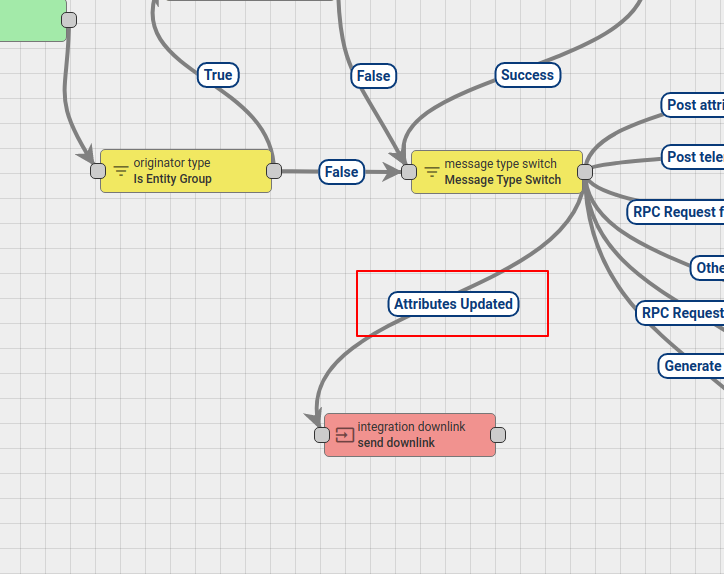 True
False
Success
Post attri
originator type
Is Entity Group
False
message type switch
Message Type Switch
Post tele
RPC Request f
Othe
Attributes Updated
RPC Request
Generate
integration downlink
send downlink